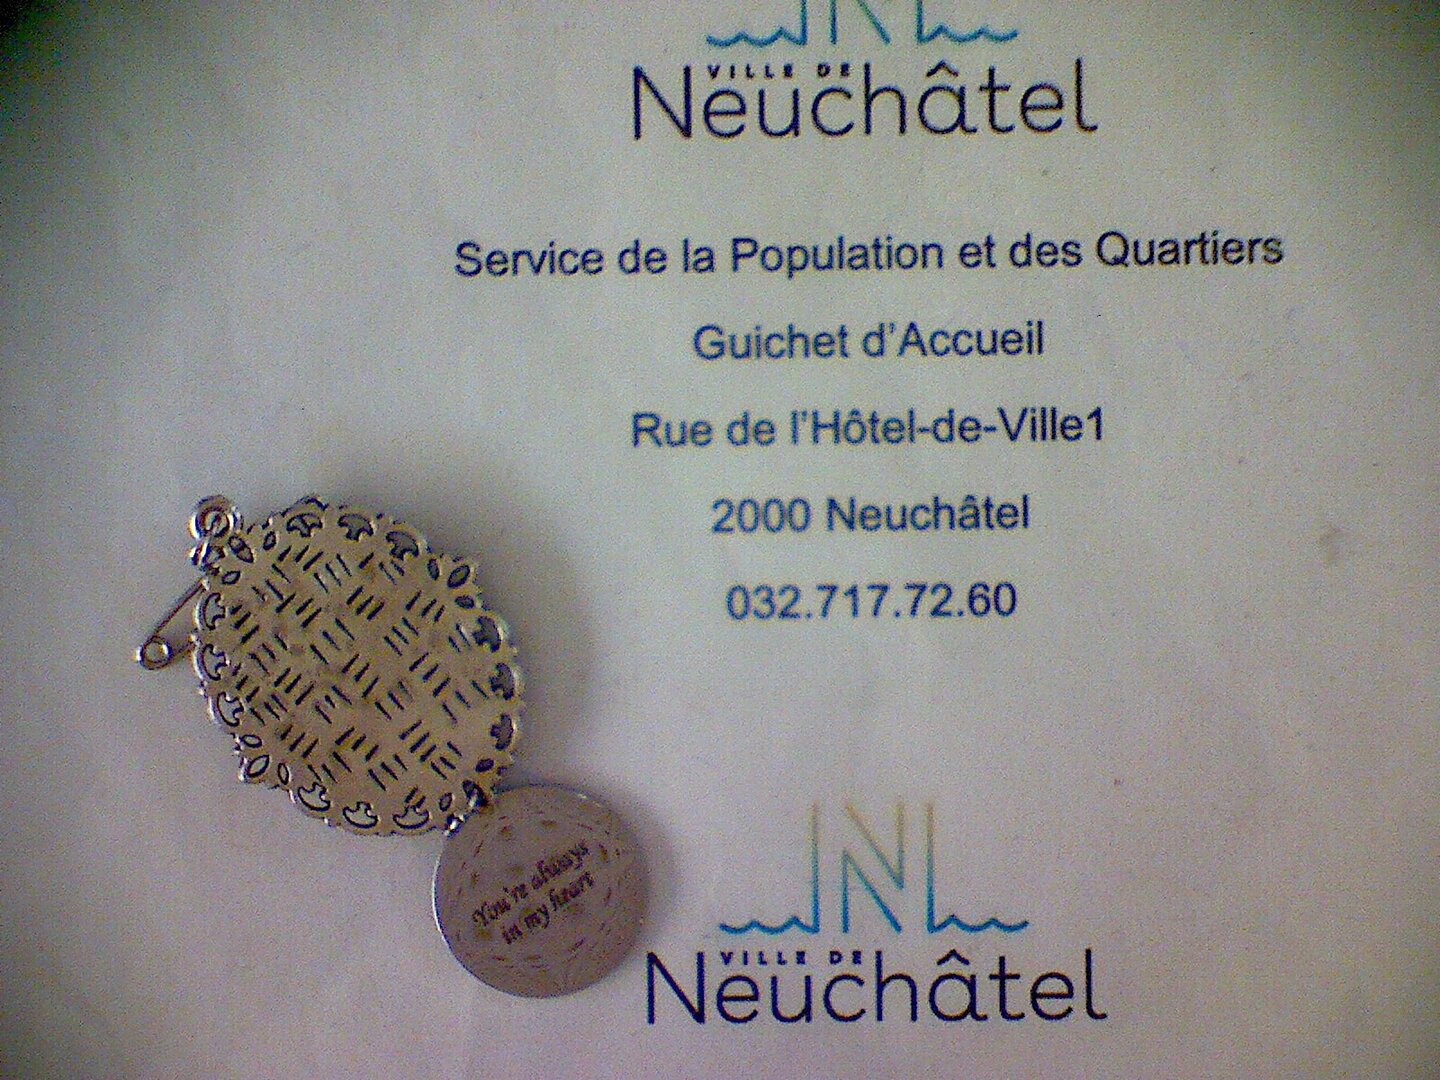 VILLE DE
Neuchâtel
Service de la Population et des Quartiers
Guichet d'Accueil
Rue de l'Hôtel-de-Ville1
2000 Neuchâtel
032.717.72.60
You're always
in my heart
N
VILLE DE
Neuchâtel